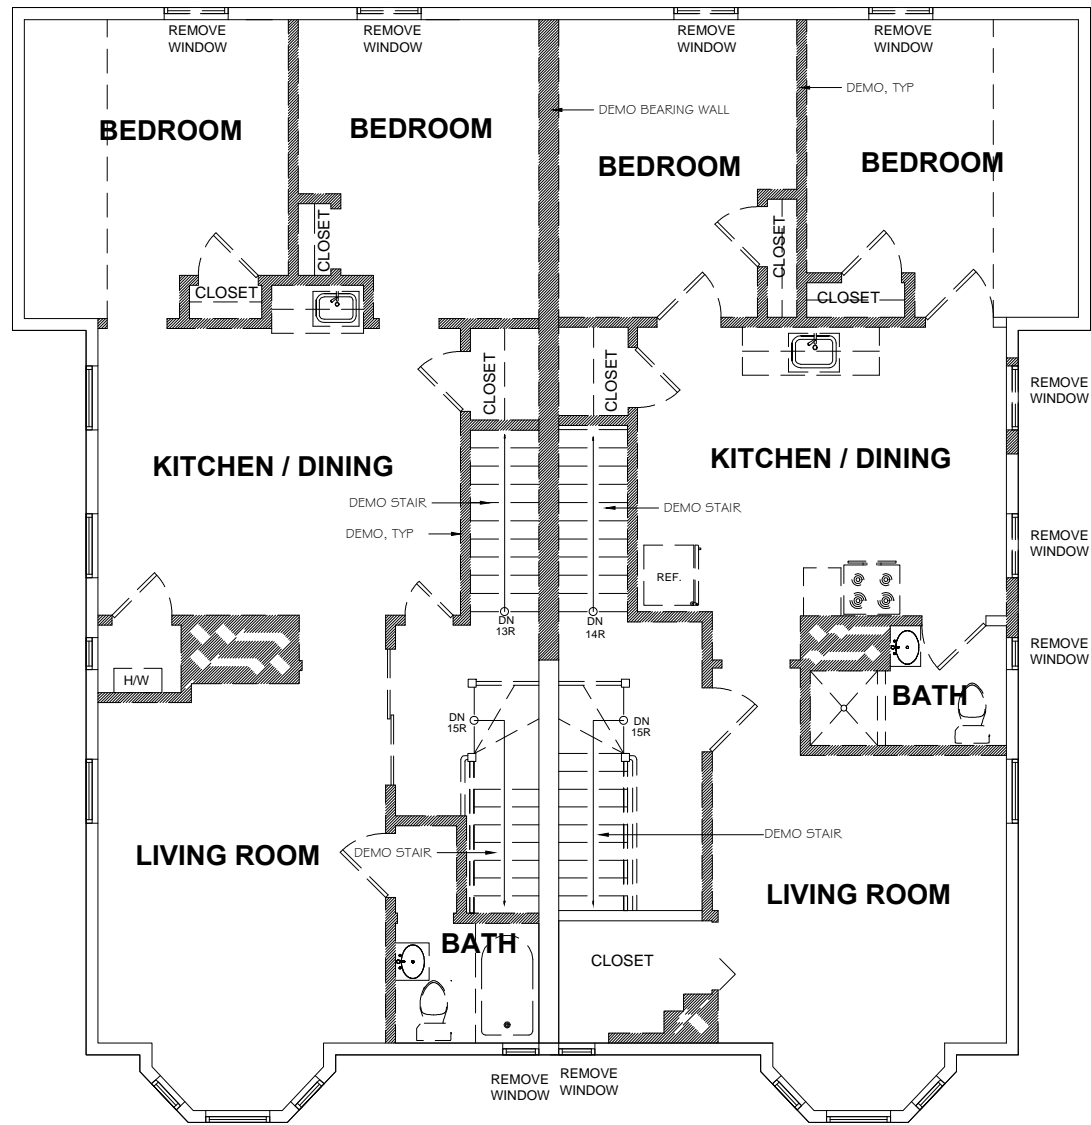 REMOVE
WINDOW
REMOVE
WINDOW
REMOVE
WINDOW
REMOVE
WINDOW
DEMO, TYP
DEMO BEARING WALL
BEDROOM
BEDROOM
BEDROOM
BEDROOM
CLOSET
CLOSET
CLOSET
CLOSET
CLOSET
CLOSET
REMOVE
WINDOW
KITCHEN / DINING
KITCHEN / DINING
DEMO STAIR
DEMO STAIR
DEMO, TYP
REMOVE
WINDOW
REF.
DN
13R
DN
14R
REMOVE
WINDOW
H/W
BATH
DN
15R
DN
15R
DEMO STAIR
DEMO STAIR
LIVING ROOM
LIVING ROOM
BATH
CLOSET
REMOVE
WINDOW
REMOVE
WINDOW